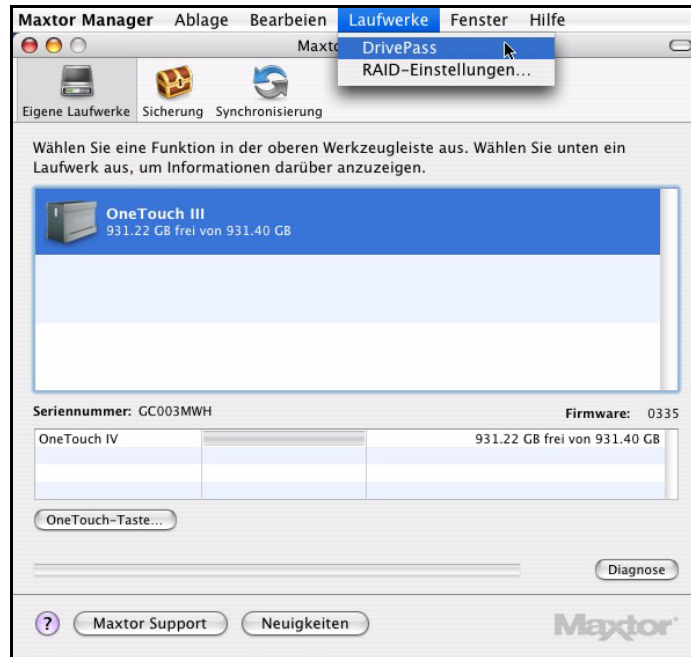 Maxtor Manager Ablage Bearbeiten Laufwerke Fenster Hilfe
DrivePass
RAID-Einstellungen...
Eigene Laufwerke Sicherung Synchronisierung
Wählen Sie eine Funktion in der oberen Werkzeugleiste aus. Wählen Sie unten ein
Laufwerk aus, um Informationen darüber anzuzeigen.
OneTouch III
931.22 GB frei von 931.40 GB
Seriennummer: GC003MWH Firmware: 0335
OneTouch IV 931.22 GB frei von 931.40 GB
OneTouch-Taste...
Diagnose
? Maxtor Support Neuigkeiten Maxtor